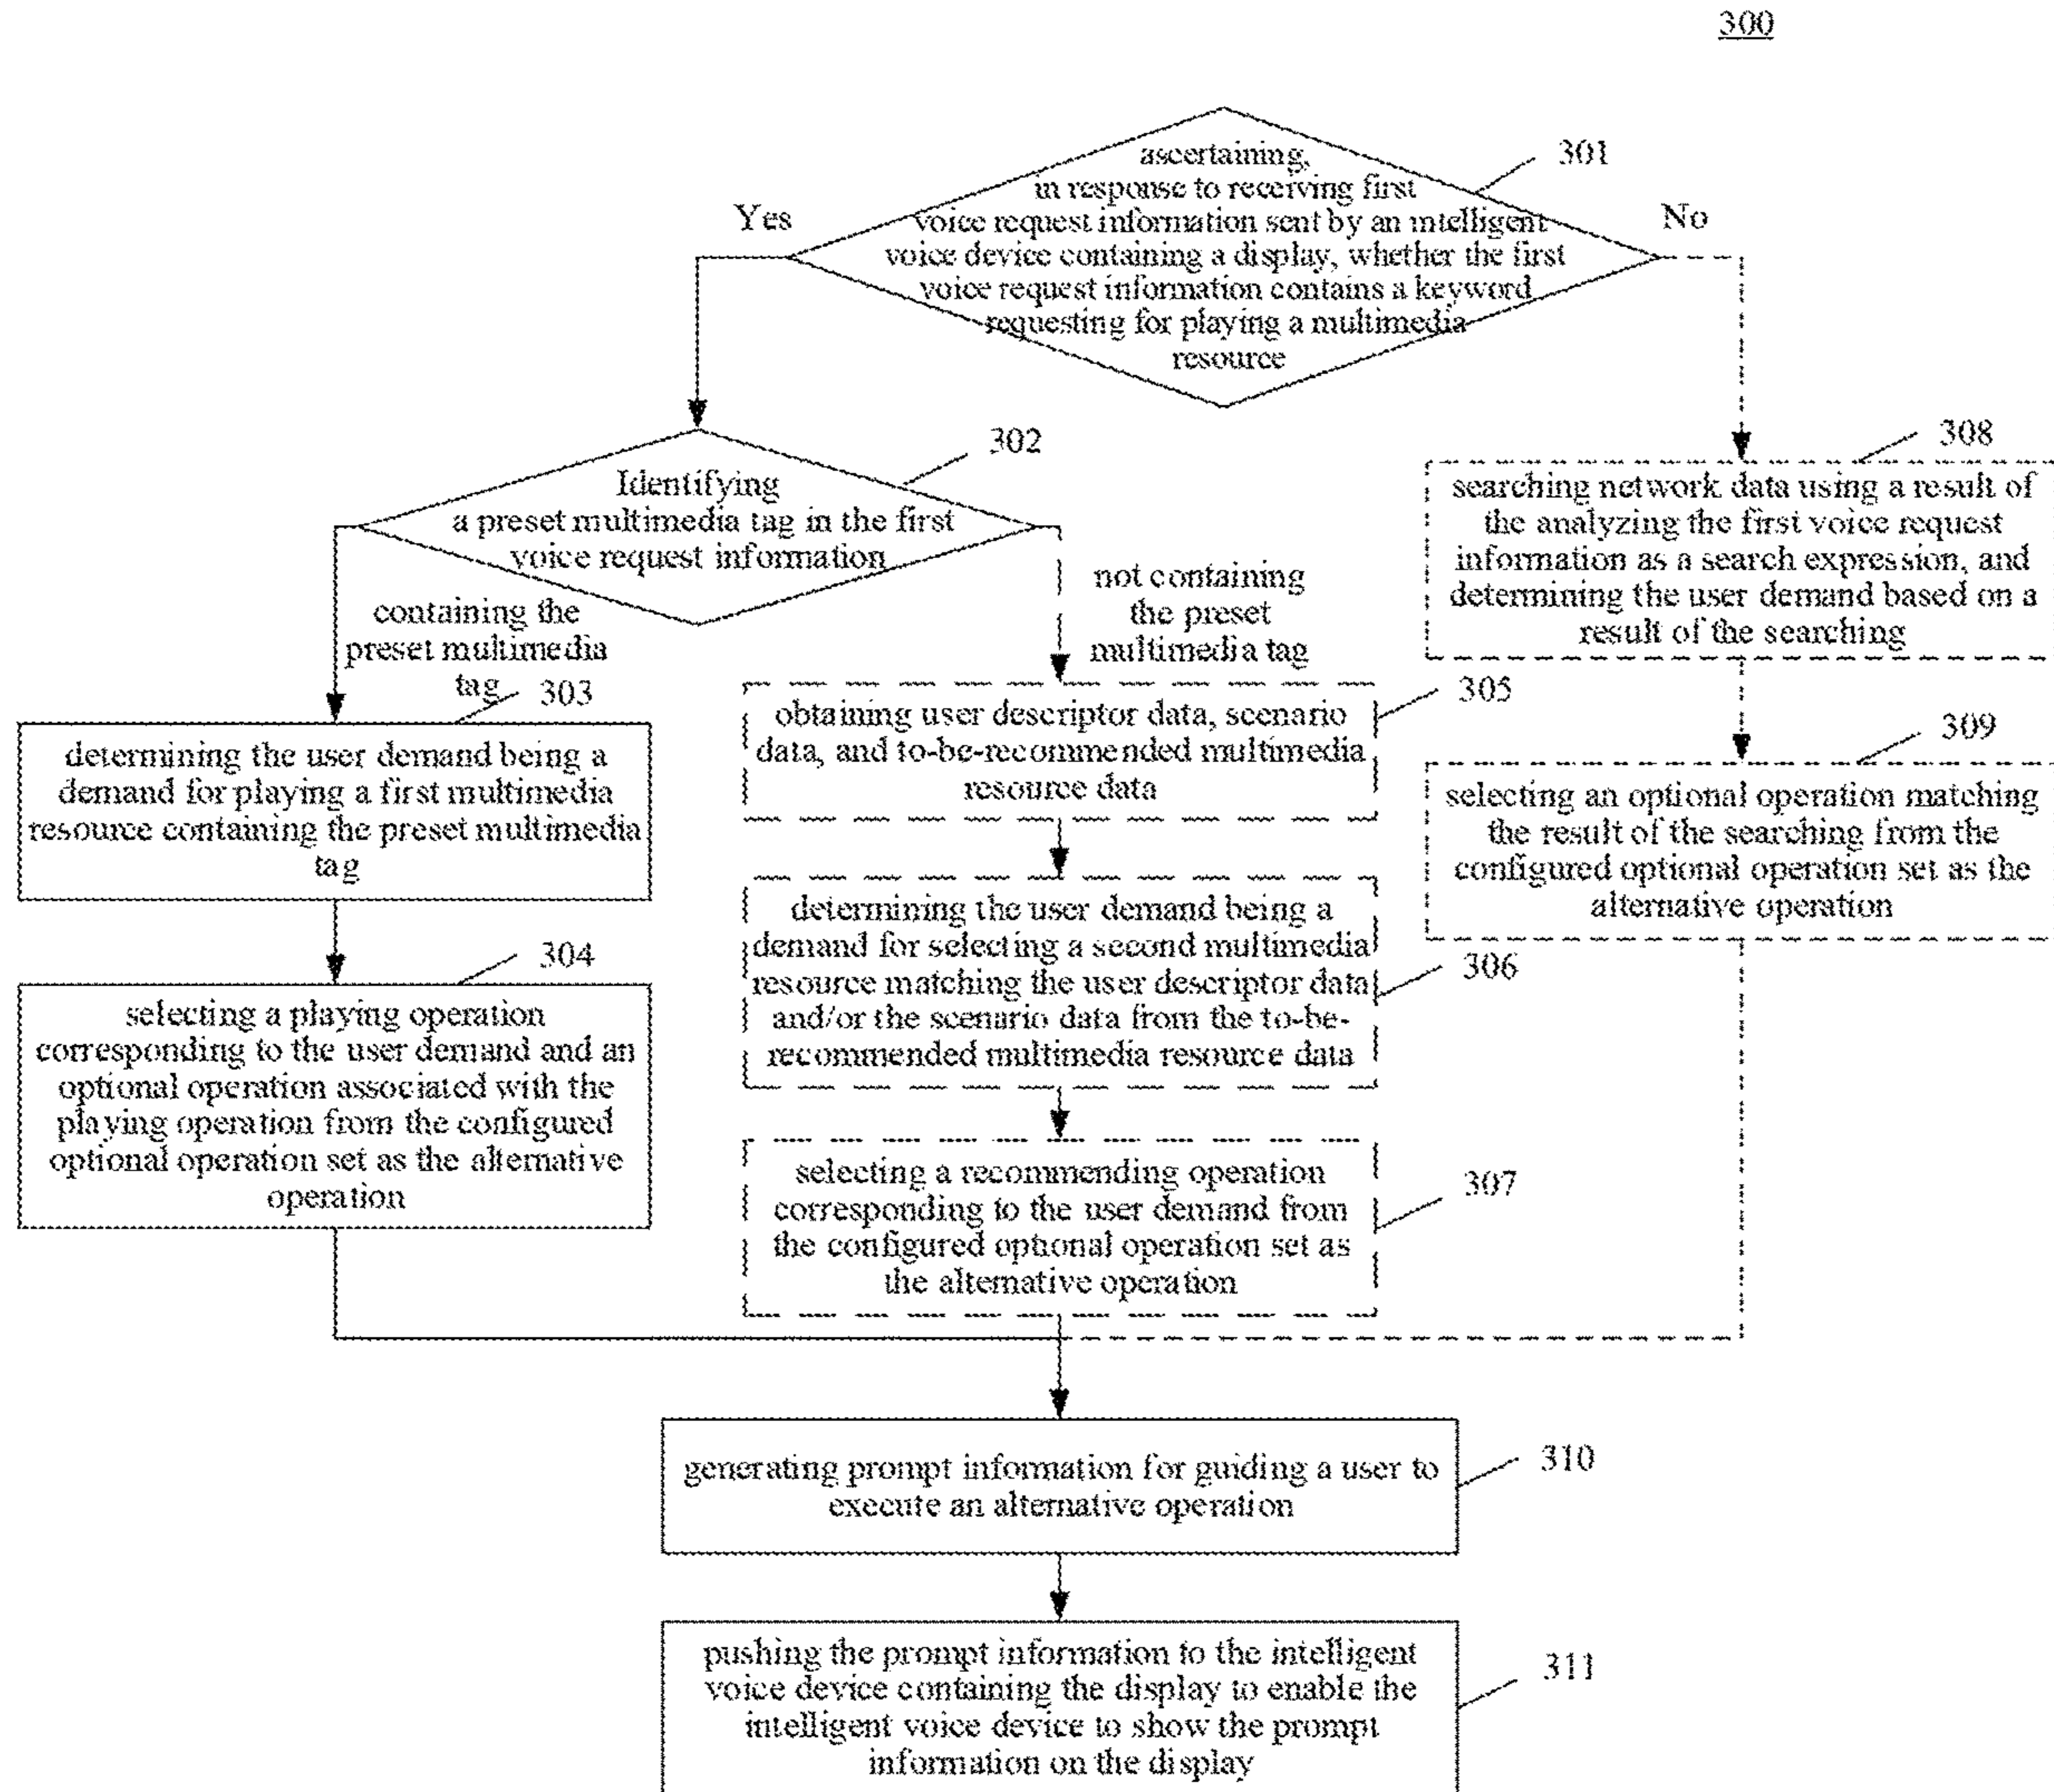 300
ascertaining,
in response to receiving first
voice request information sent by an intelligent
voice device containing a display, whether the first
voice request information contains a keyword
requesting for playing a multimedia
resource
301
Yes
No
302
Identifying
a preset multimedia tag in the first
voice request information
308
searching network data using a result of
the analyzing the first voice request
information as a search expression, and
determining the user demand based on a
result of the searching
containing the
preset multimedia
tag
not containing
the preset
multimedia tag
303
determining the user demand being a
demand for playing a first multimedia
resource containing the preset multimedia
tag
305
obtaining user descriptor data, scenario
data, and to-be-recommended multimedia
resource data
309
selecting an optional operation matching
the result of the searching from the
configured optional operation set as the
alternative operation
304
selecting a playing operation
corresponding to the user demand and an
optional operation associated with the
playing operation from the configured
optional operation set as the alternative
operation
determining the user demand being a
demand for selecting a second multimedia
resource matching the user descriptor data
and/or the scenario data from the to-be-
recommended multimedia resource data
306
selecting a recommending operation
corresponding to the user demand from
the configured optional operation set as
the alternative operation
307
generating prompt information for guiding a user to
execute an alternative operation
310
pushing the prompt information to the intelligent
voice device containing the display to enable the
intelligent voice device to show the prompt
information on the display
311